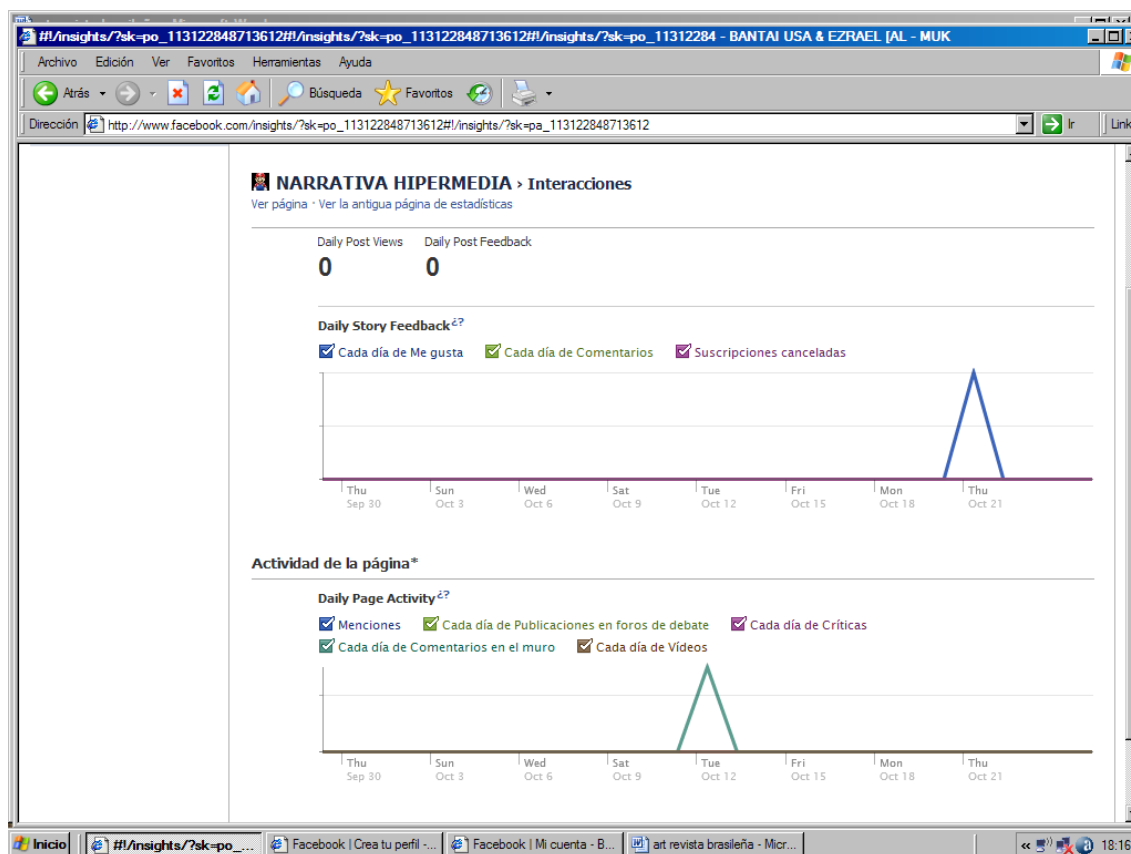 #!/insights/?sk=po_113122848713612#!/insights/?sk=po_113122848713612#!/insights/?sk=po_11312284 - BANTAI USA & EZRAEL [AL - MUK
Archivo Edición Ver Favoritos Herramientas Ayuda
Atrás Búsqueda Favoritos
Dirección http://www.facebook.com/insights/?sk=po_113122848713612#!/insights/?sk=pa_113122848713612 Ir
NARRATIVA HIPERMEDIA › Interacciones
Ver página · Ver la antigua página de estadísticas
Daily Post Views Daily Post Feedback
0 0
Daily Story Feedback¿?
Cada día de Me gusta Cada día de Comentarios Suscripciones canceladas
Thu Sun Wed Sat Tue Fri Mon Thu
Sep 30 Oct 3 Oct 6 Oct 9 Oct 12 Oct 15 Oct 18 Oct 21
Actividad de la página*
Daily Page Activity¿?
Menciones Cada día de Publicaciones en foros de debate Cada día de Críticas
Cada día de Comentarios en el muro Cada día de Vídeos
Thu Sun Wed Sat Tue Fri Mon Thu
Sep 30 Oct 3 Oct 6 Oct 9 Oct 12 Oct 15 Oct 18 Oct 21
Inicio #!/insights/?sk=po_... Facebook | Crea tu perfil -... Facebook | Mi cuenta - B... art revista brasileña - Micr... « 18:16